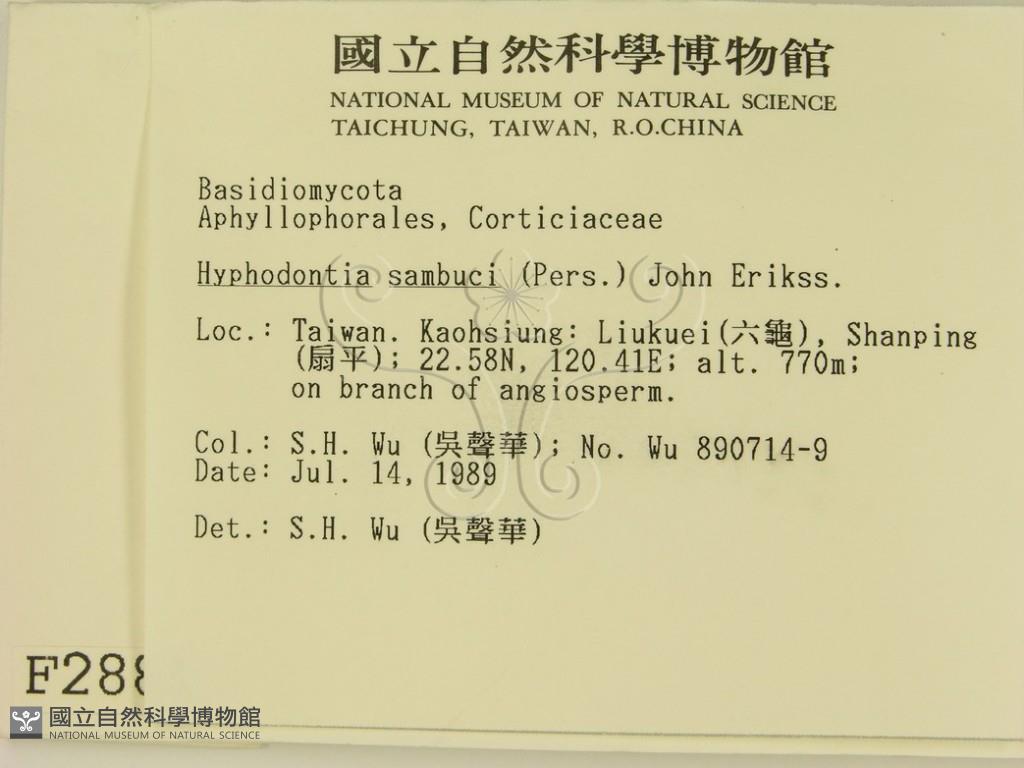 國立自然科學博物館
NATIONAL MUSEUM OF NATURAL SCIENCE
TAICHUNG, TAIWAN, R.O.CHINA
Basidiomycota
Aphyllophorales, Corticiaceae
Hyphodontia sambuci (Pers.) John Erikss.
Loc.: Taiwan. Kaohsiung: Liukuei(六龜), Shanping
(扇平); 22.58N, 120.41E; alt. 770m;
on branch of angiosperm.
Col.: S.H. Wu (吳聲華); No. Wu 890714-9
Date: Jul. 14, 1989
Det.: S.H. Wu (吳聲華)
F288
國立自然科學博物館
NATIONAL MUSEUM OF NATURAL SCIENCE